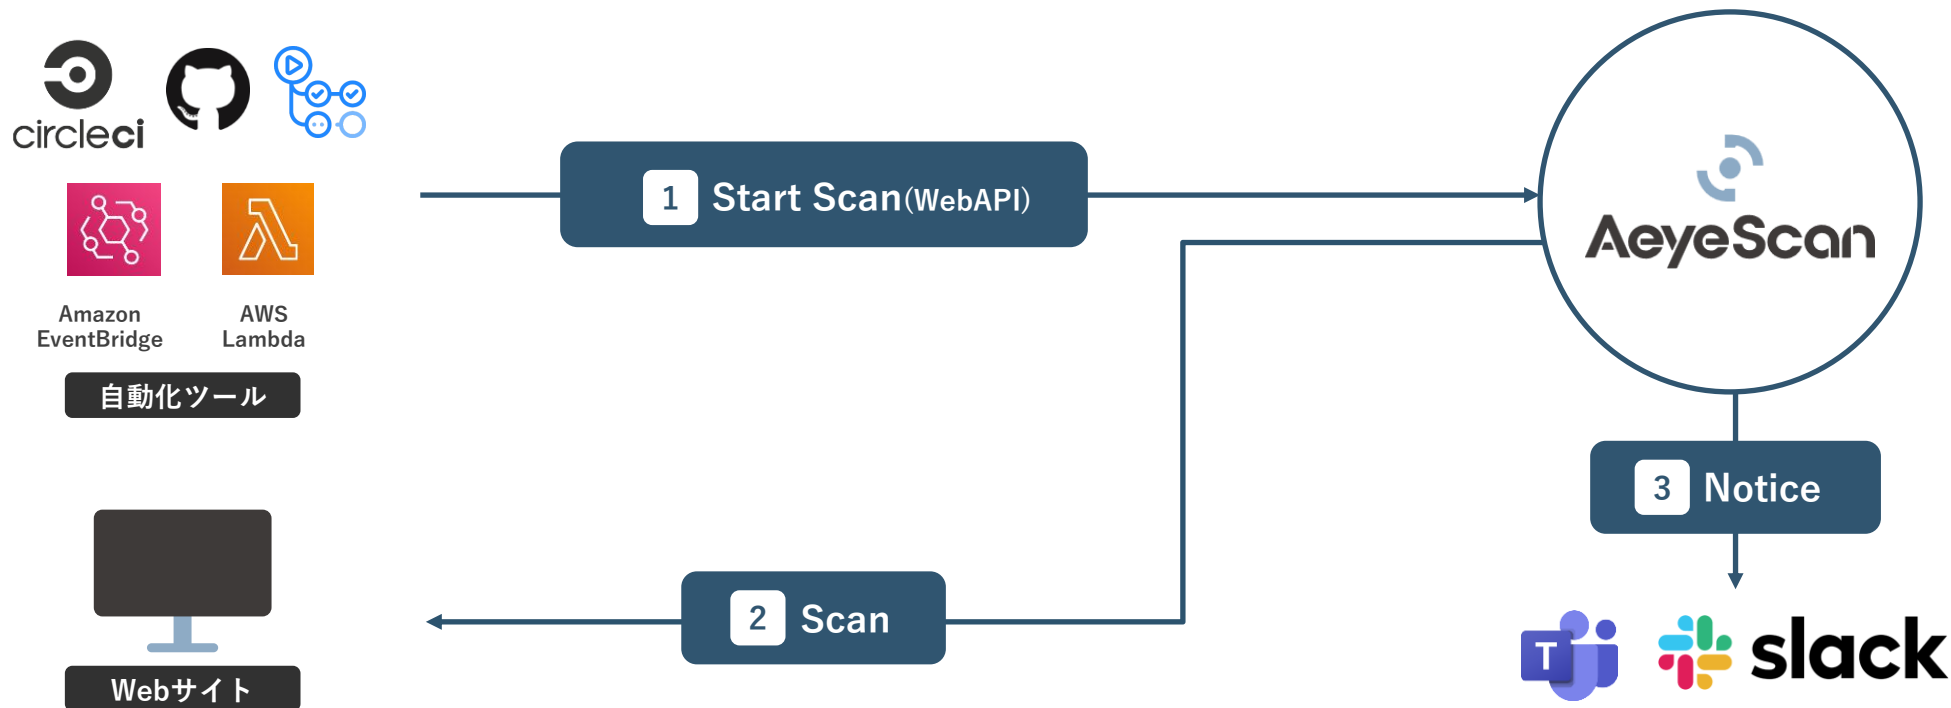 circleci
Amazon
EventBridge
AWS
Lambda
自動化ツール
1 Start Scan(WebAPI)
AeyeScan
2 Scan
3 Notice
Webサイト
T
slack